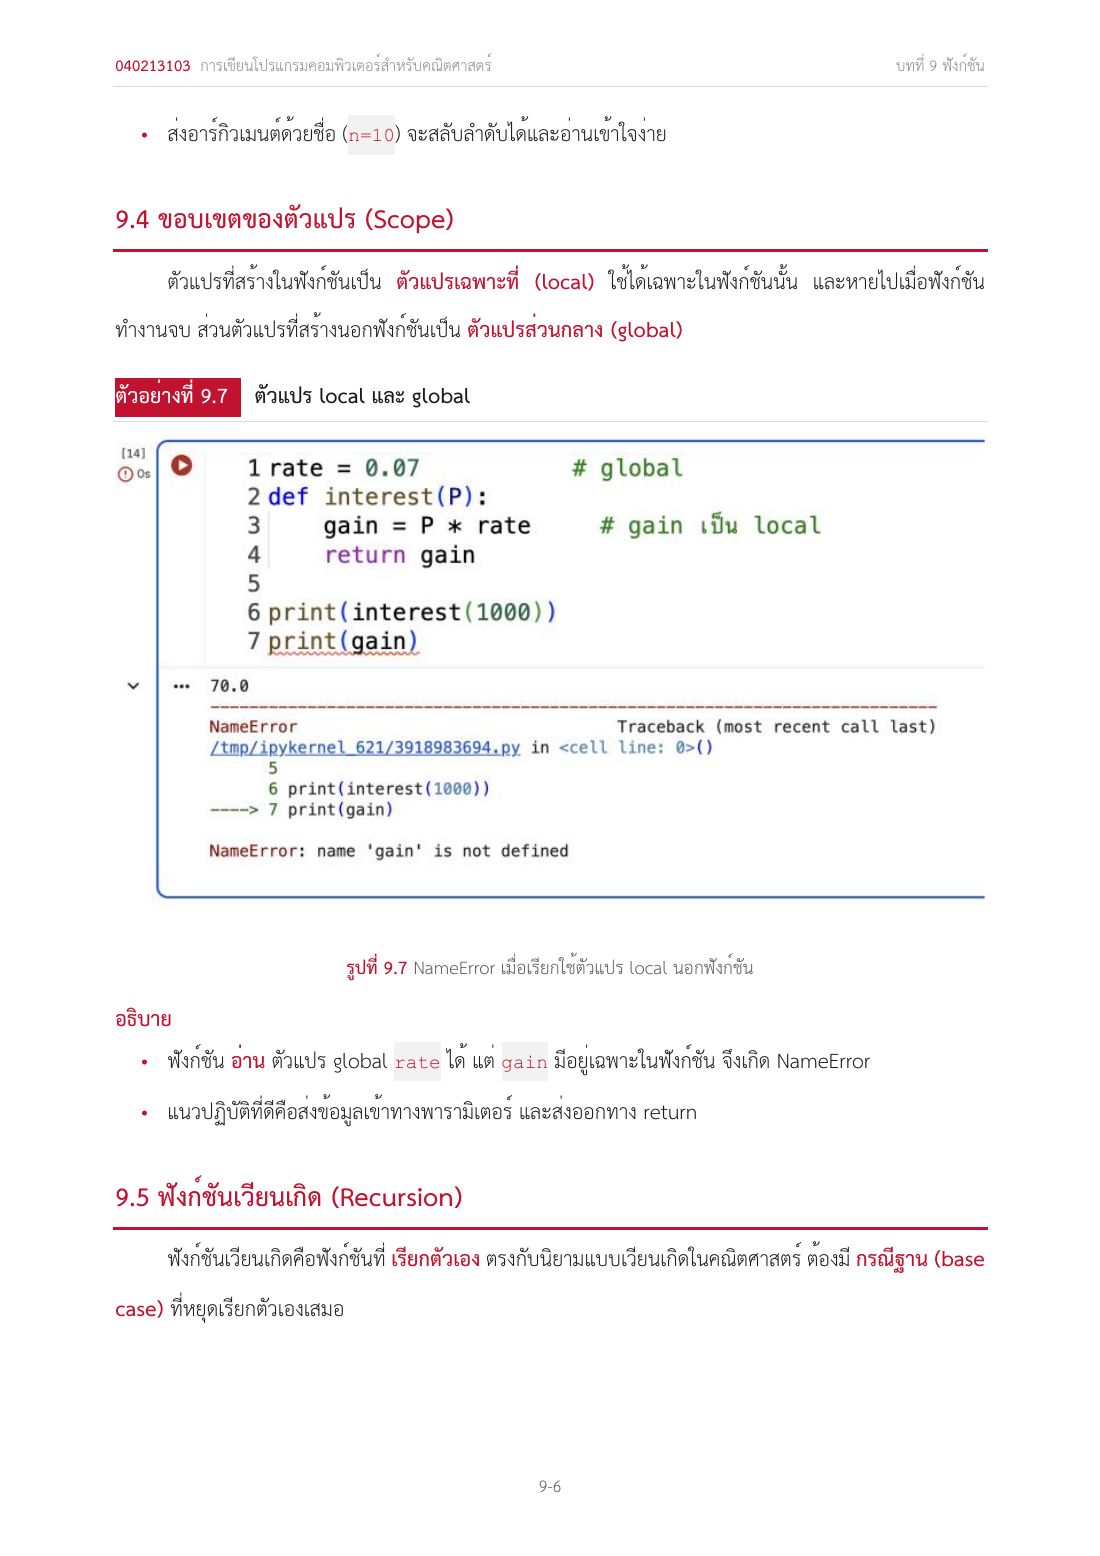 040213103 การเขียนโปรแกรมคอมพิวเตอร์สำหรับคณิตศาสตร์ บทที่ 9 ฟังก์ชัน
• ส่งอาร์กิวเมนต์ด้วยชื่อ (n=10) จะสลับลำดับได้และอ่านเข้าใจง่าย
9.4 ขอบเขตของตัวแปร (Scope)
ตัวแปรที่สร้างในฟังก์ชันเป็น ตัวแปรเฉพาะที่ (local) ใช้ได้เฉพาะในฟังก์ชันนั้น และหายไปเมื่อฟังก์ชัน
ทำงานจบ ส่วนตัวแปรที่สร้างนอกฟังก์ชันเป็น ตัวแปรส่วนกลาง (global)
ตัวอย่างที่ 9.7 ตัวแปร local และ global
[14]
0s
1 rate = 0.07 # global
2 def interest(P):
3 gain = P * rate # gain เป็น local
4 return gain
5
6 print(interest(1000))
7 print(gain)
70.0
---------------------------------------------------------------------------
NameError Traceback (most recent call last)
/tmp/ipykernel_621/3918983694.py in <cell line: 0>()
5
6 print(interest(1000))
----> 7 print(gain)
NameError: name 'gain' is not defined
รูปที่ 9.7 NameError เมื่อเรียกใช้ตัวแปร local นอกฟังก์ชัน
อธิบาย
• ฟังก์ชัน อ่าน ตัวแปร global rate ได้ แต่ gain มีอยู่เฉพาะในฟังก์ชัน จึงเกิด NameError
• แนวปฏิบัติที่ดีคือส่งข้อมูลเข้าทางพารามิเตอร์ และส่งออกทาง return
9.5 ฟังก์ชันเวียนเกิด (Recursion)
ฟังก์ชันเวียนเกิดคือฟังก์ชันที่ เรียกตัวเอง ตรงกับนิยามแบบเวียนเกิดในคณิตศาสตร์ ต้องมี กรณีฐาน (base
case) ที่หยุดเรียกตัวเองเสมอ
9-6